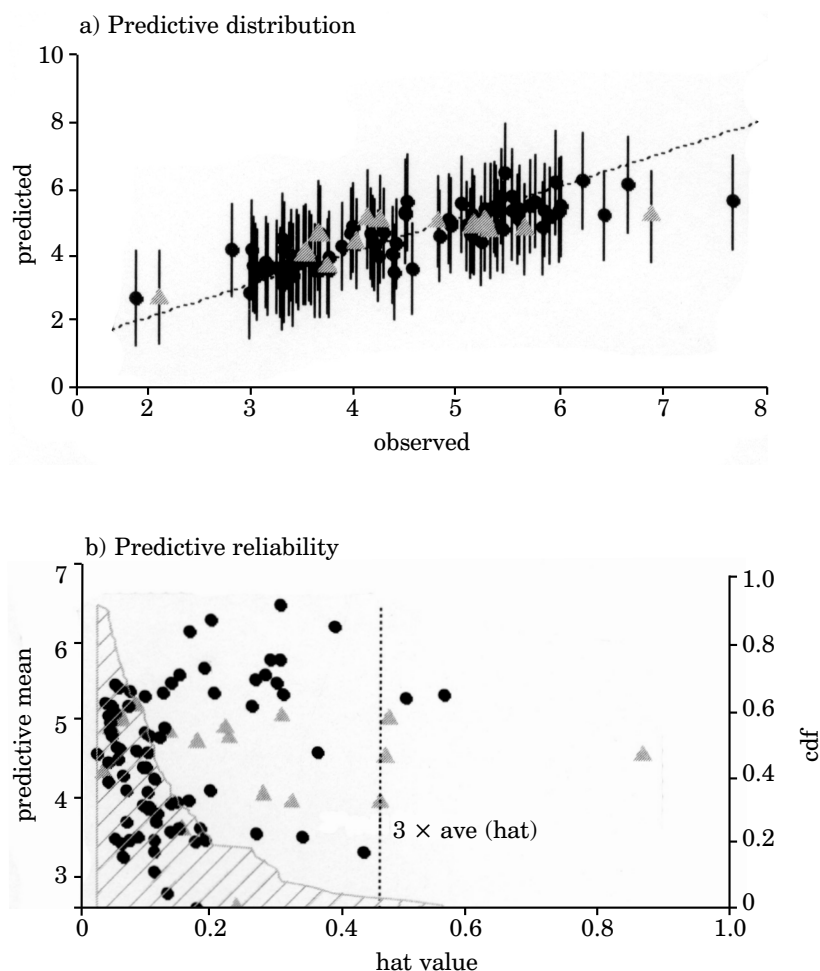 a) Predictive distribution
10
8
6
4
2
0
predicted
0 2 3 4 5 6 7 8
observed
b) Predictive reliability
7
6
5
4
3
predictive mean
1.0
0.8
0.6
0.4
0.2
0
cdf
3 × ave (hat)
0 0.2 0.4 0.6 0.8 1.0
hat value